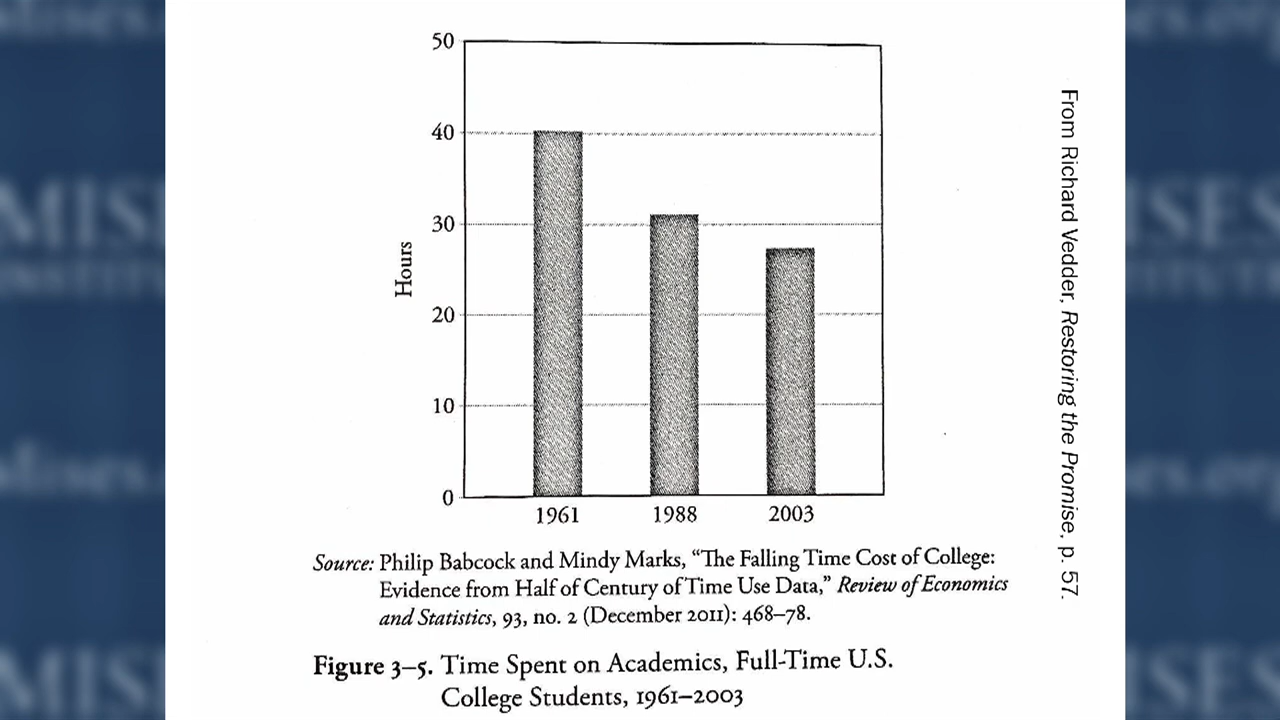 50
40
30
20
10
0
Hours
1961
1988
2003
Source: Philip Babcock and Mindy Marks, “The Falling Time Cost of College:
Evidence from Half of Century of Time Use Data,” Review of Economics
and Statistics, 93, no. 2 (December 2011): 468–78.
Figure 3–5. Time Spent on Academics, Full-Time U.S.
College Students, 1961–2003
From Richard Vedder, Restoring the Promise, p. 57.